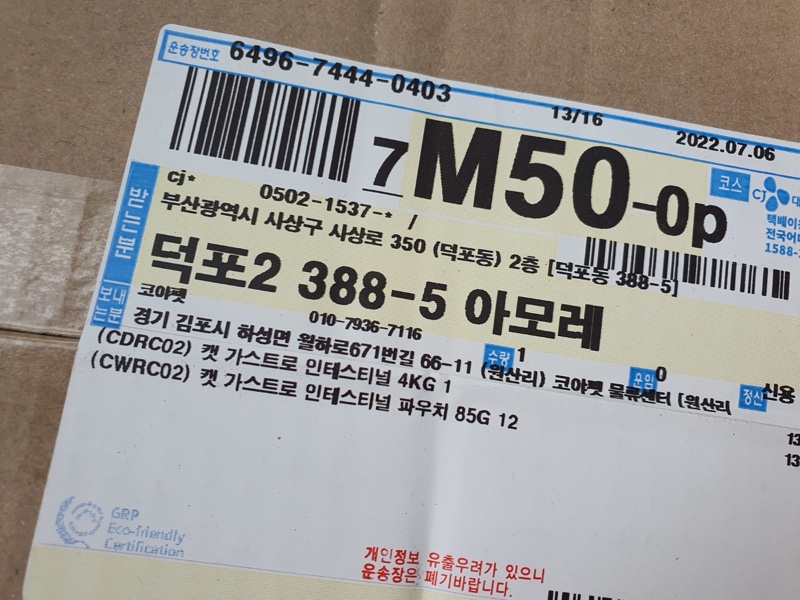 운송장번호 6496-7444-0403 13/16 2022.07.06
7 M50-0p 코스 CJ
택배이용
1588-
받는분 cj* 0502-1537-* /
부산광역시 사상구 사상로 350 (덕포동) 2층 [덕포동 388-5]
덕포2 388-5 아모레
보내는분 코야펫 010-7936-7116 수량 1 운임 0 정산 신용
경기 김포시 하성면 월하로671번길 66-11 (원산리) 코야펫 물류센터 [원산리
(CDRC02) 캣 가스트로 인테스티널 4KG 1
(CWRC02) 캣 가스트로 인테스티널 파우치 85G 12
13
13
GRP
Eco-friendly
Certification
개인정보 유출우려가 있으니
운송장은 폐기바랍니다.